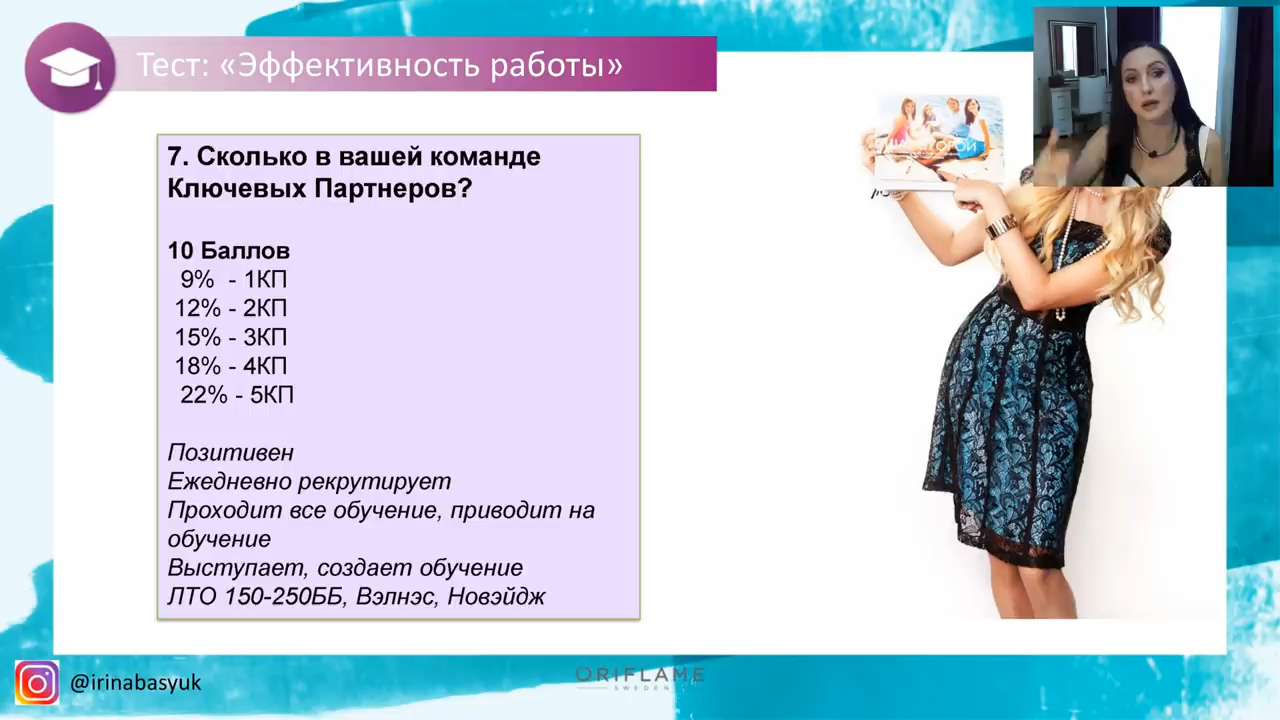 Тест: «Эффективность работы»
7. Сколько в вашей команде
Ключевых Партнеров?
10 Баллов
9% - 1КП
12% - 2КП
15% - 3КП
18% - 4КП
22% - 5КП
Позитивен
Ежедневно рекрутирует
Проходит все обучение, приводит на
обучение
Выступает, создает обучение
ЛТО 150-250ББ, Вэлнэс, Новэйдж
@irinabasyuk
ORIFLAME
SWEDEN